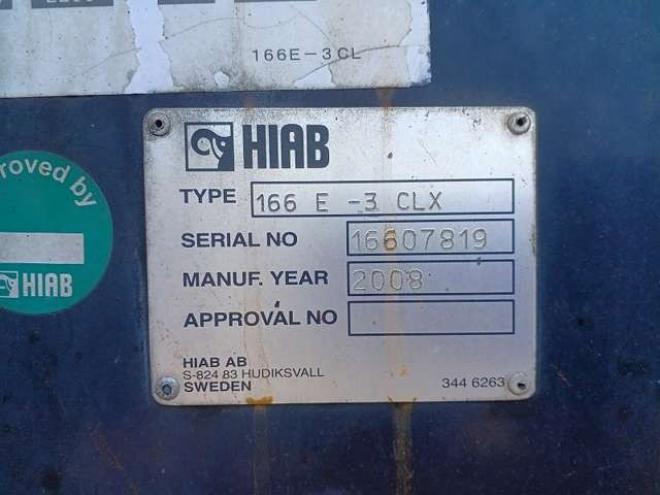 166E-3CL
roved by
HIAB
HIAB
TYPE 166 E -3 CLX
SERIAL NO 16607819
MANUF. YEAR 2008
APPROVAL NO
HIAB AB
S-824 83 HUDIKSVALL
SWEDEN 344 6263